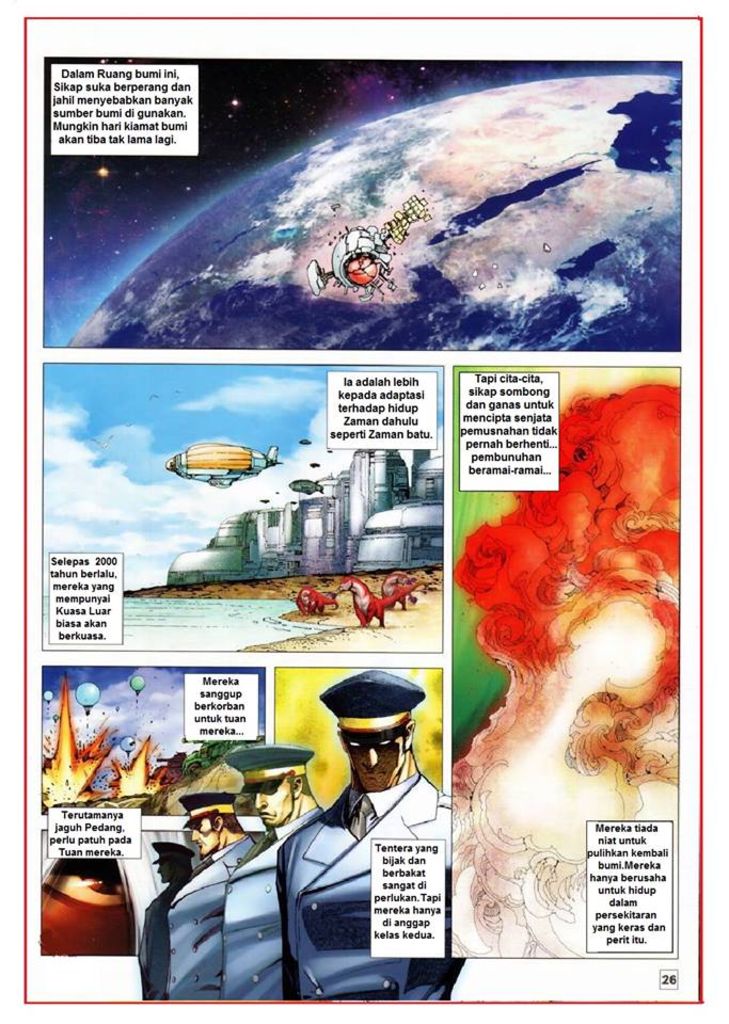 Dalam Ruang bumi ini,
Sikap suka berperang dan
jahil menyebabkan banyak
sumber bumi di gunakan.
Mungkin hari kiamat bumi
akan tiba tak lama lagi.
Ia adalah lebih
kepada adaptasi
terhadap hidup
Zaman dahulu
seperti Zaman batu.
Selepas 2000
tahun berlalu,
mereka yang
mempunyai
Kuasa Luar
biasa akan
berkuasa.
Tapi cita-cita,
sikap sombong
dan ganas untuk
mencipta senjata
pemusnahan tidak
pernah berhenti...
pembunuhan
beramai-ramai...
Mereka
sanggup
berkorban
untuk tuan
mereka...
Terutamanya
jaguh Pedang,
perlu patuh pada
Tuan mereka.
Tentera yang
bijak dan
berbakat
sangat di
perlukan.Tapi
mereka hanya
di anggap
kelas kedua.
Mereka tiada
niat untuk
pulihkan kembali
bumi.Mereka
hanya berusaha
untuk hidup
dalam
persekitaran
yang keras dan
perit itu.
26